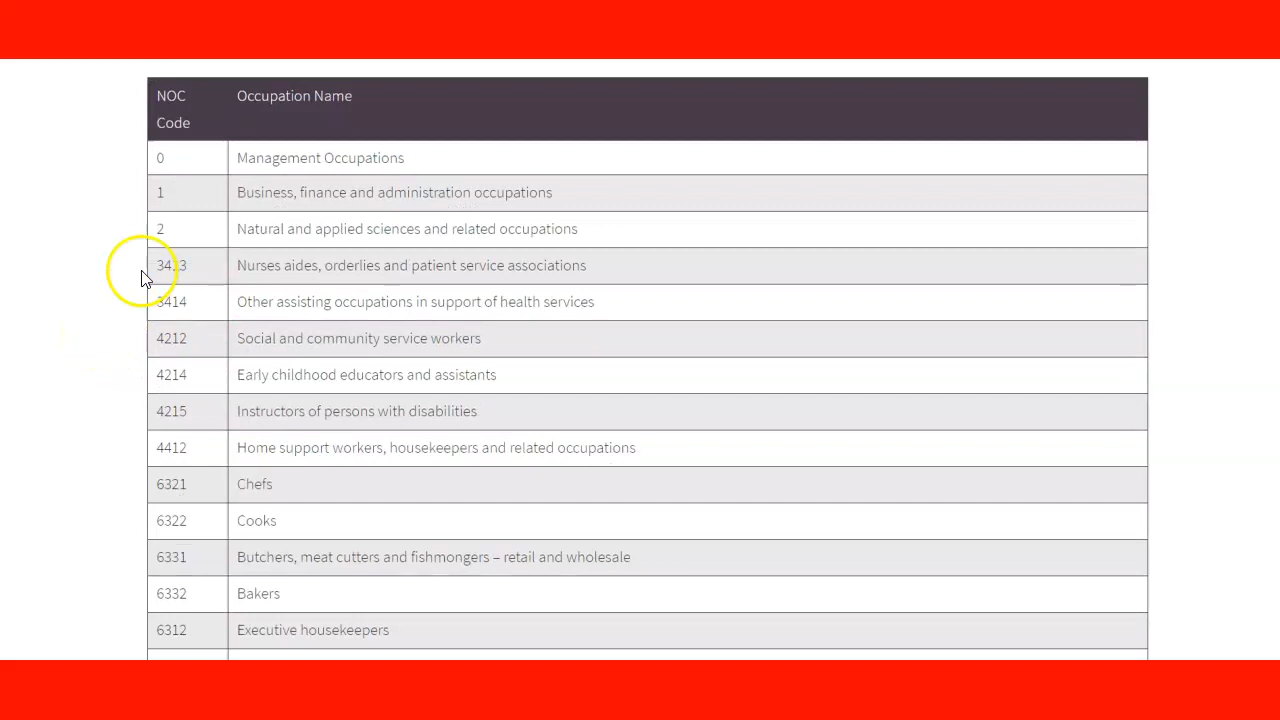 NOC Code
Occupation Name
0 Management Occupations
1 Business, finance and administration occupations
2 Natural and applied sciences and related occupations
3413 Nurses aides, orderlies and patient service associations
3414 Other assisting occupations in support of health services
4212 Social and community service workers
4214 Early childhood educators and assistants
4215 Instructors of persons with disabilities
4412 Home support workers, housekeepers and related occupations
6321 Chefs
6322 Cooks
6331 Butchers, meat cutters and fishmongers – retail and wholesale
6332 Bakers
6312 Executive housekeepers